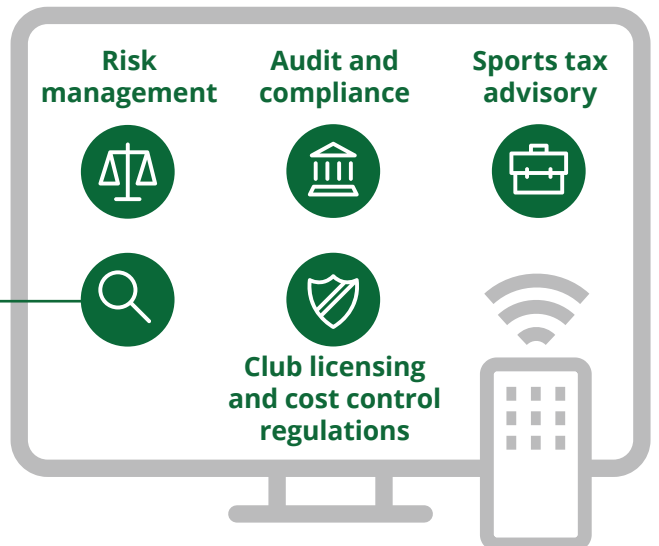 Risk
management
Audit and
compliance
Sports tax
advisory
Club licensing
and cost control
regulations